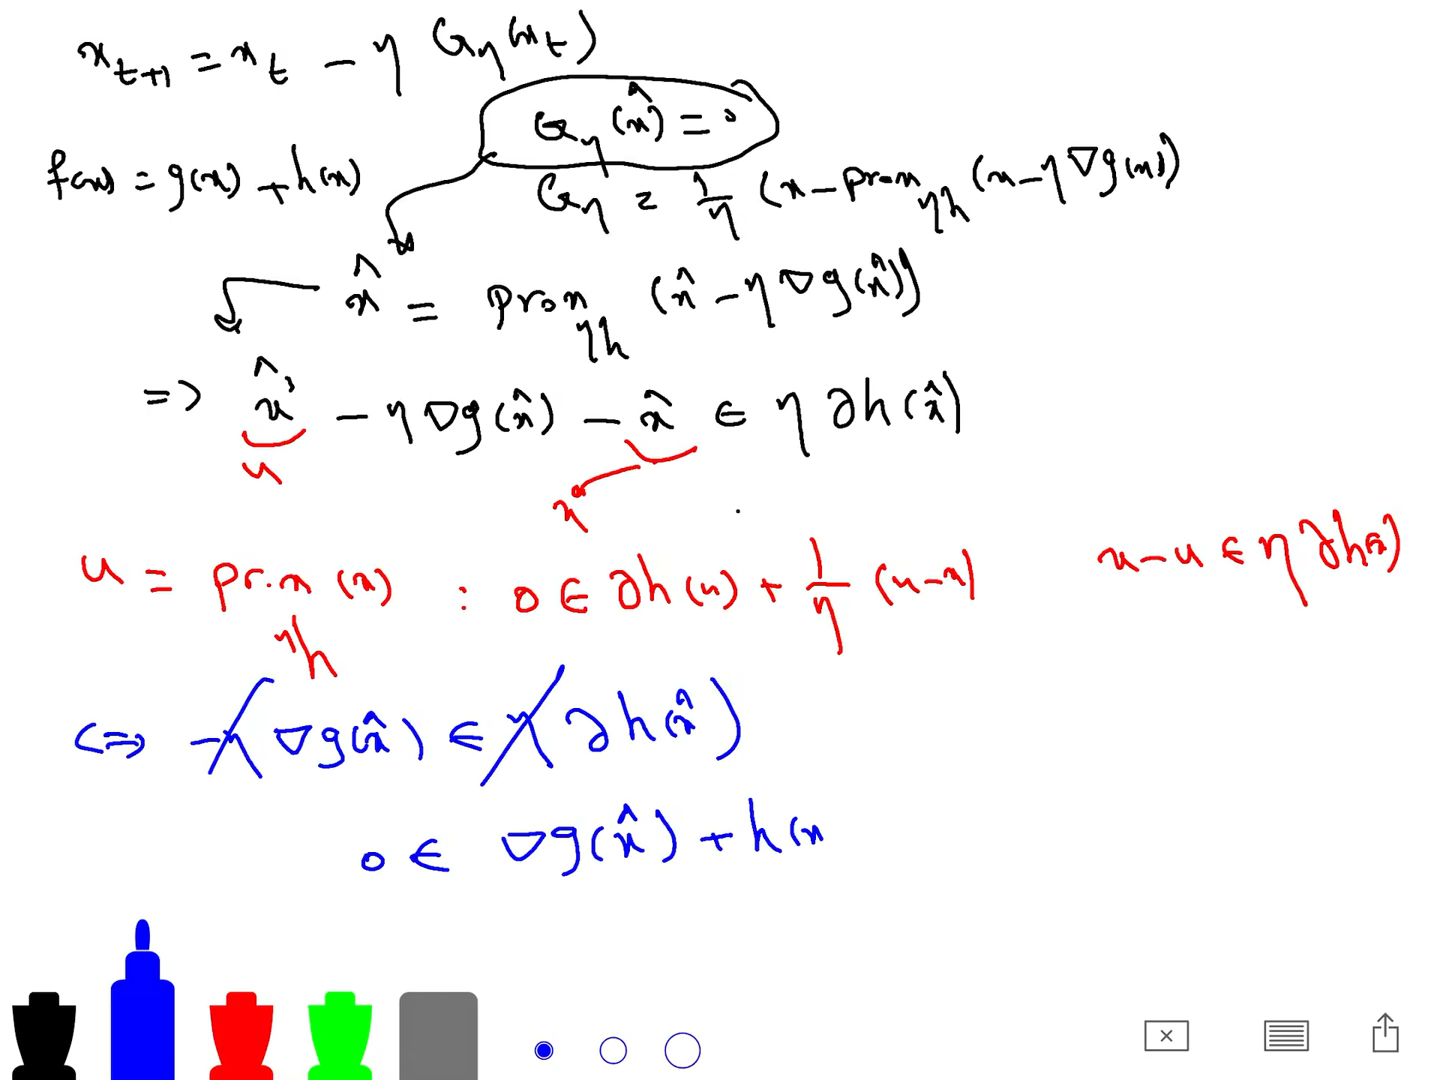 x_{t+1} = x_t - η G_η(x_t)
G_η(x̂) = 0
f(x) = g(x) + h(x)
G_η = 1/η (x - prox_{ηh}(x - η∇g(x))
x̂ = prox_{ηh}(x̂ - η∇g(x̂))
=> x̂ - η∇g(x̂) - x̂ ∈ η∂h(x̂)
u
x
u = prox_{ηh}(x) : 0 ∈ ∂h(u) + 1/η (u-x)
x-u ∈ η∂h(x)
<=> -η∇g(x̂) ∈ η∂h(x̂)
0 ∈ ∇g(x̂) + h(x